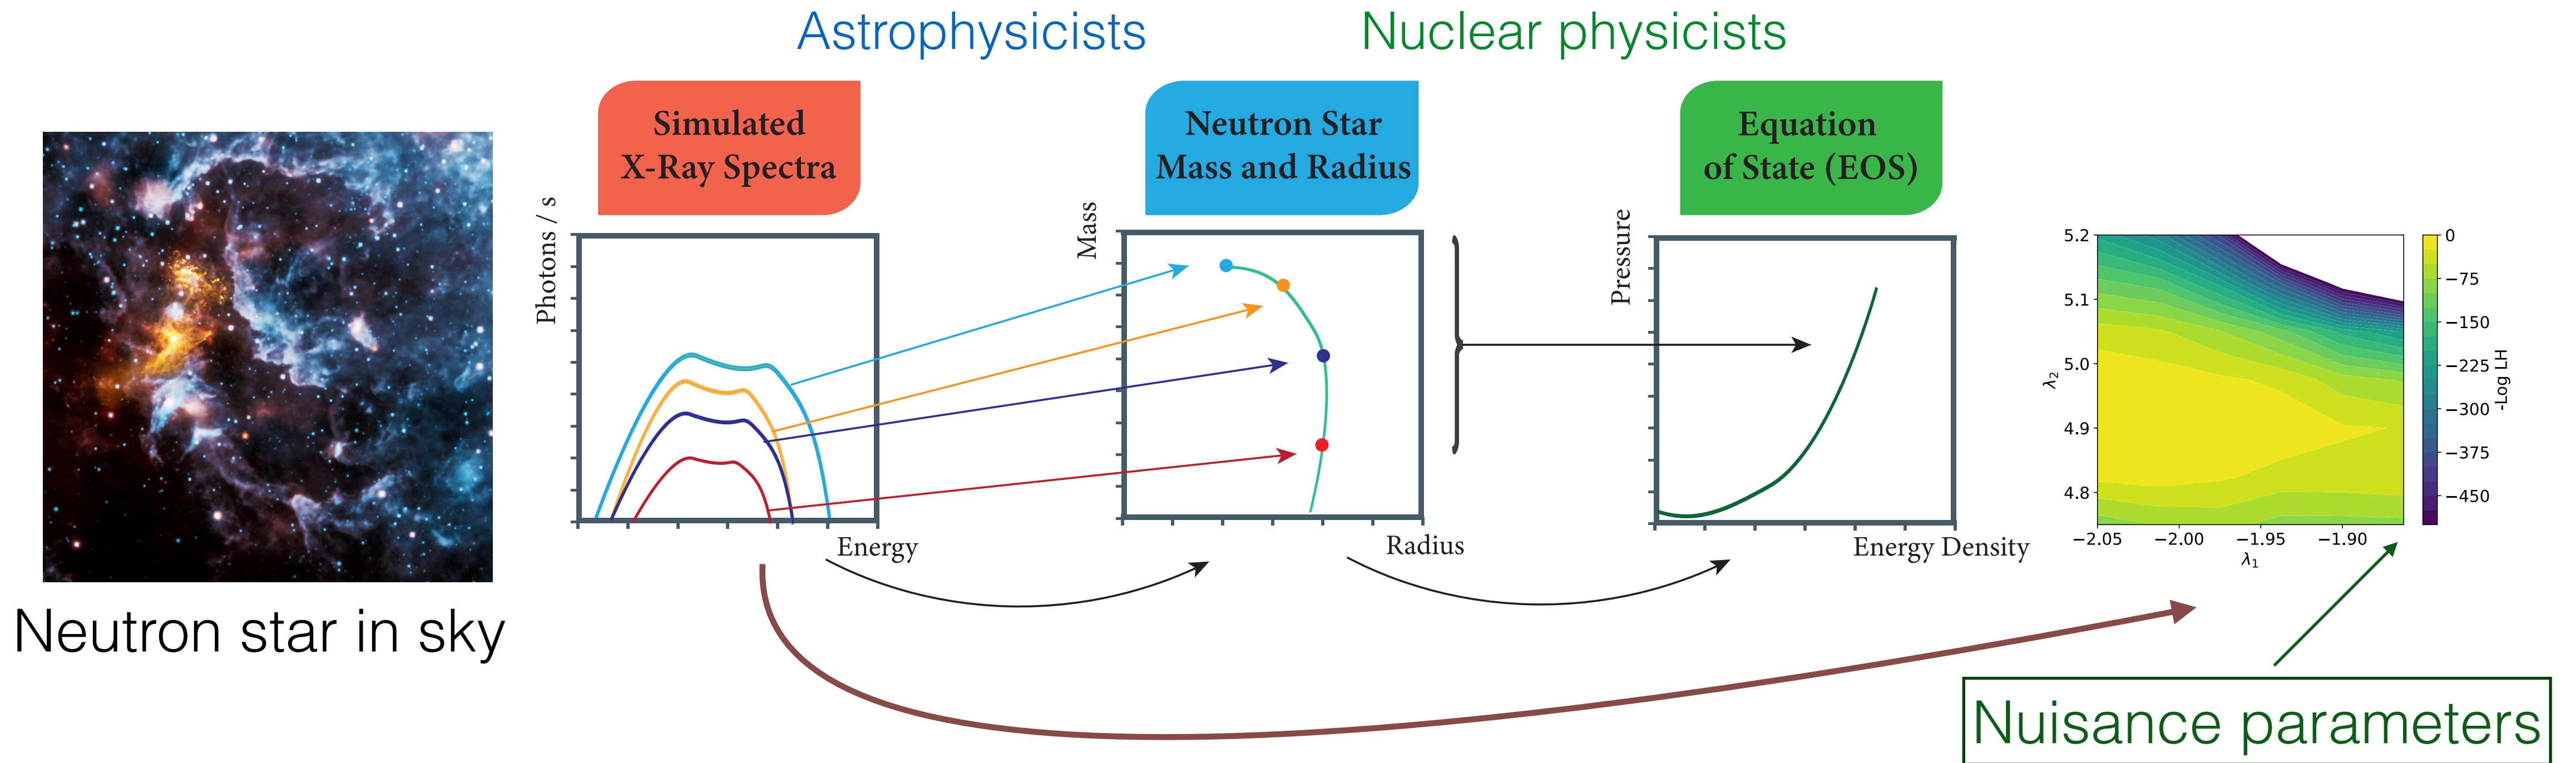 Astrophysicists
Nuclear physicists
Simulated
X-Ray Spectra
Neutron Star
Mass and Radius
Equation
of State (EOS)
Photons / s
Energy
Mass
Radius
Pressure
Energy Density
5.2
5.1
5.0
4.9
4.8
λ2
−2.05
−2.00
−1.95
−1.90
λ1
0
−75
−150
−225
−300
−375
−450
-Log LH
Neutron star in sky
Nuisance parameters